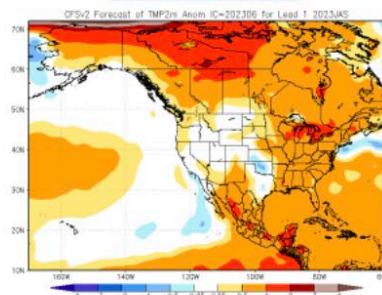 CFSv2 Forecast of TMP2m Anom IC=202306 for Lead 1 2023JAS
70N
60N
50N
40N
30N
20N
10N
160W 140W 120W 100W 80W